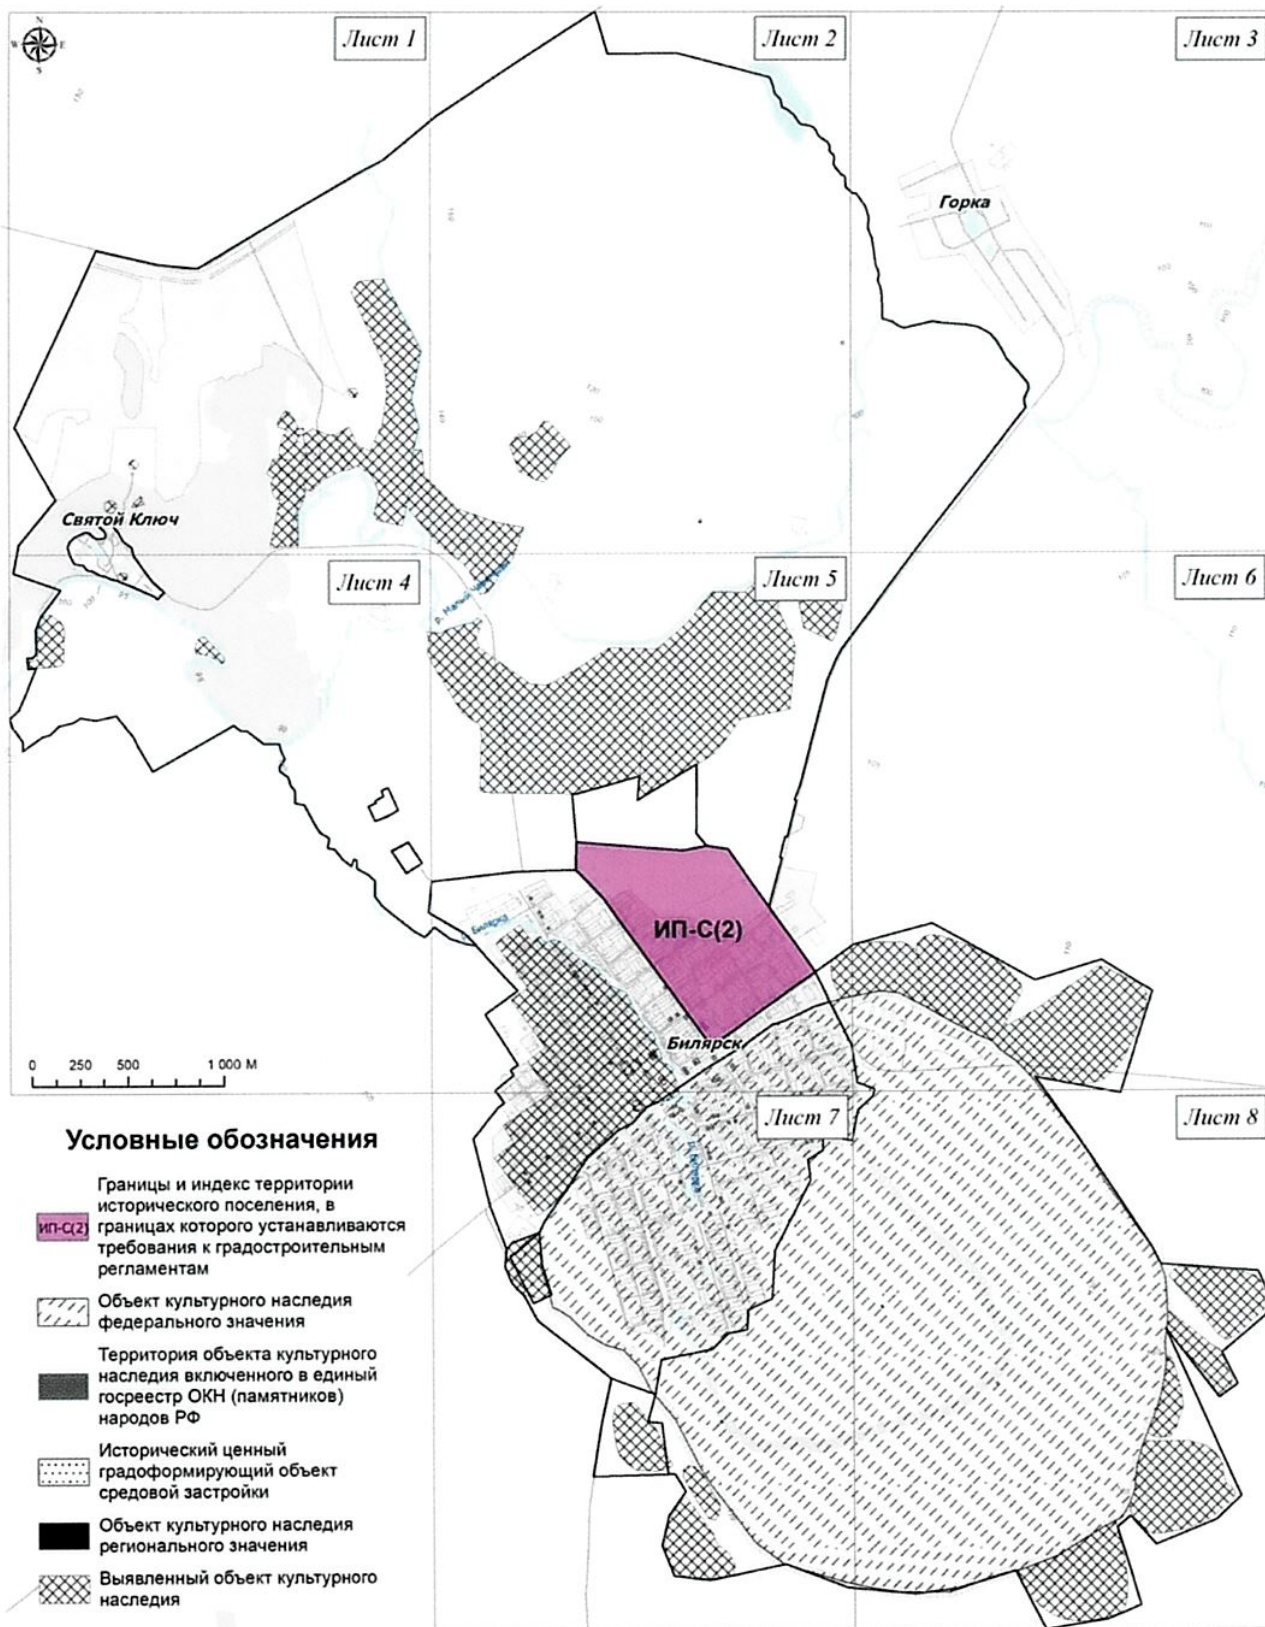 N
W E
S
Лист 1
Лист 2
Лист 3
Горка
Святой Ключ
Лист 4
Лист 5
Лист 6
ИП-С(2)
Билярск
0 250 500 1 000 М
Лист 7
Лист 8
Условные обозначения
ИП-С(2)
Границы и индекс территории
исторического поселения, в
границах которого устанавливаются
требования к градостроительным
регламентам
Объект культурного наследия
федерального значения
Территория объекта культурного
наследия включенного в единый
госреестр ОКН (памятников)
народов РФ
Исторический ценный
градоформирующий объект
средовой застройки
Объект культурного наследия
регионального значения
Выявленный объект культурного
наследия